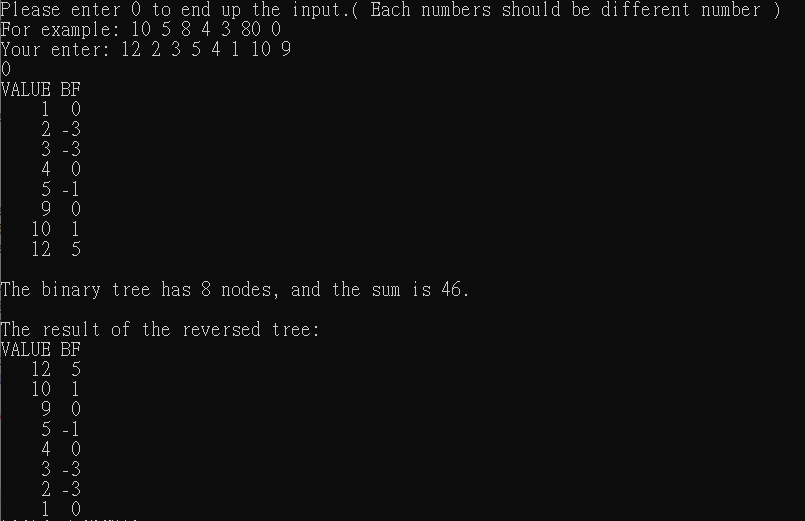 Please enter 0 to end up the input.( Each numbers should be different number )
For example: 10 5 8 4 3 80 0
Your enter: 12 2 3 5 4 1 10 9
0
VALUE BF
1 0
2 -3
3 -3
4 0
5 -1
9 0
10 1
12 5
The binary tree has 8 nodes, and the sum is 46.
The result of the reversed tree:
VALUE BF
12 5
10 1
9 0
5 -1
4 0
3 -3
2 -3
1 0